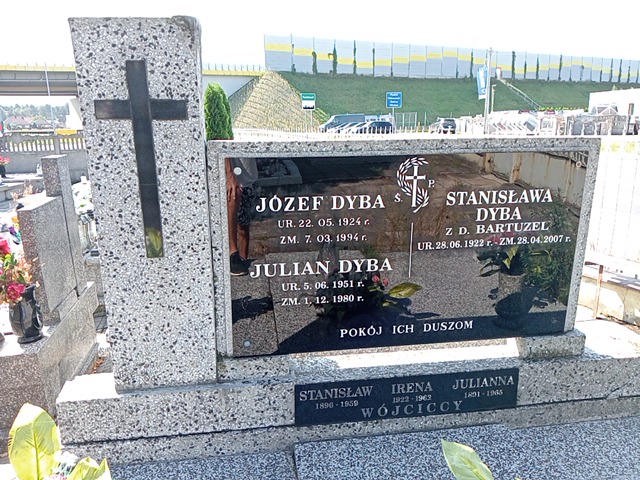 Ś. P.
JÓZEF DYBA
UR. 22. 05. 1924 r.
ZM. 7. 03. 1994 r.
JULIAN DYBA
UR. 5. 06. 1951 r.
ZM. 1. 12. 1980 r.
STANISŁAWA
DYBA
Z D. BARTUZEL
UR. 28.06. 1922 r. - ZM. 28.04. 2007 r.
POKÓJ ICH DUSZOM
STANISŁAW IRENA JULIANNA
1896 - 1959 1922 - 1962 1891 - 1965
WÓJCICCY